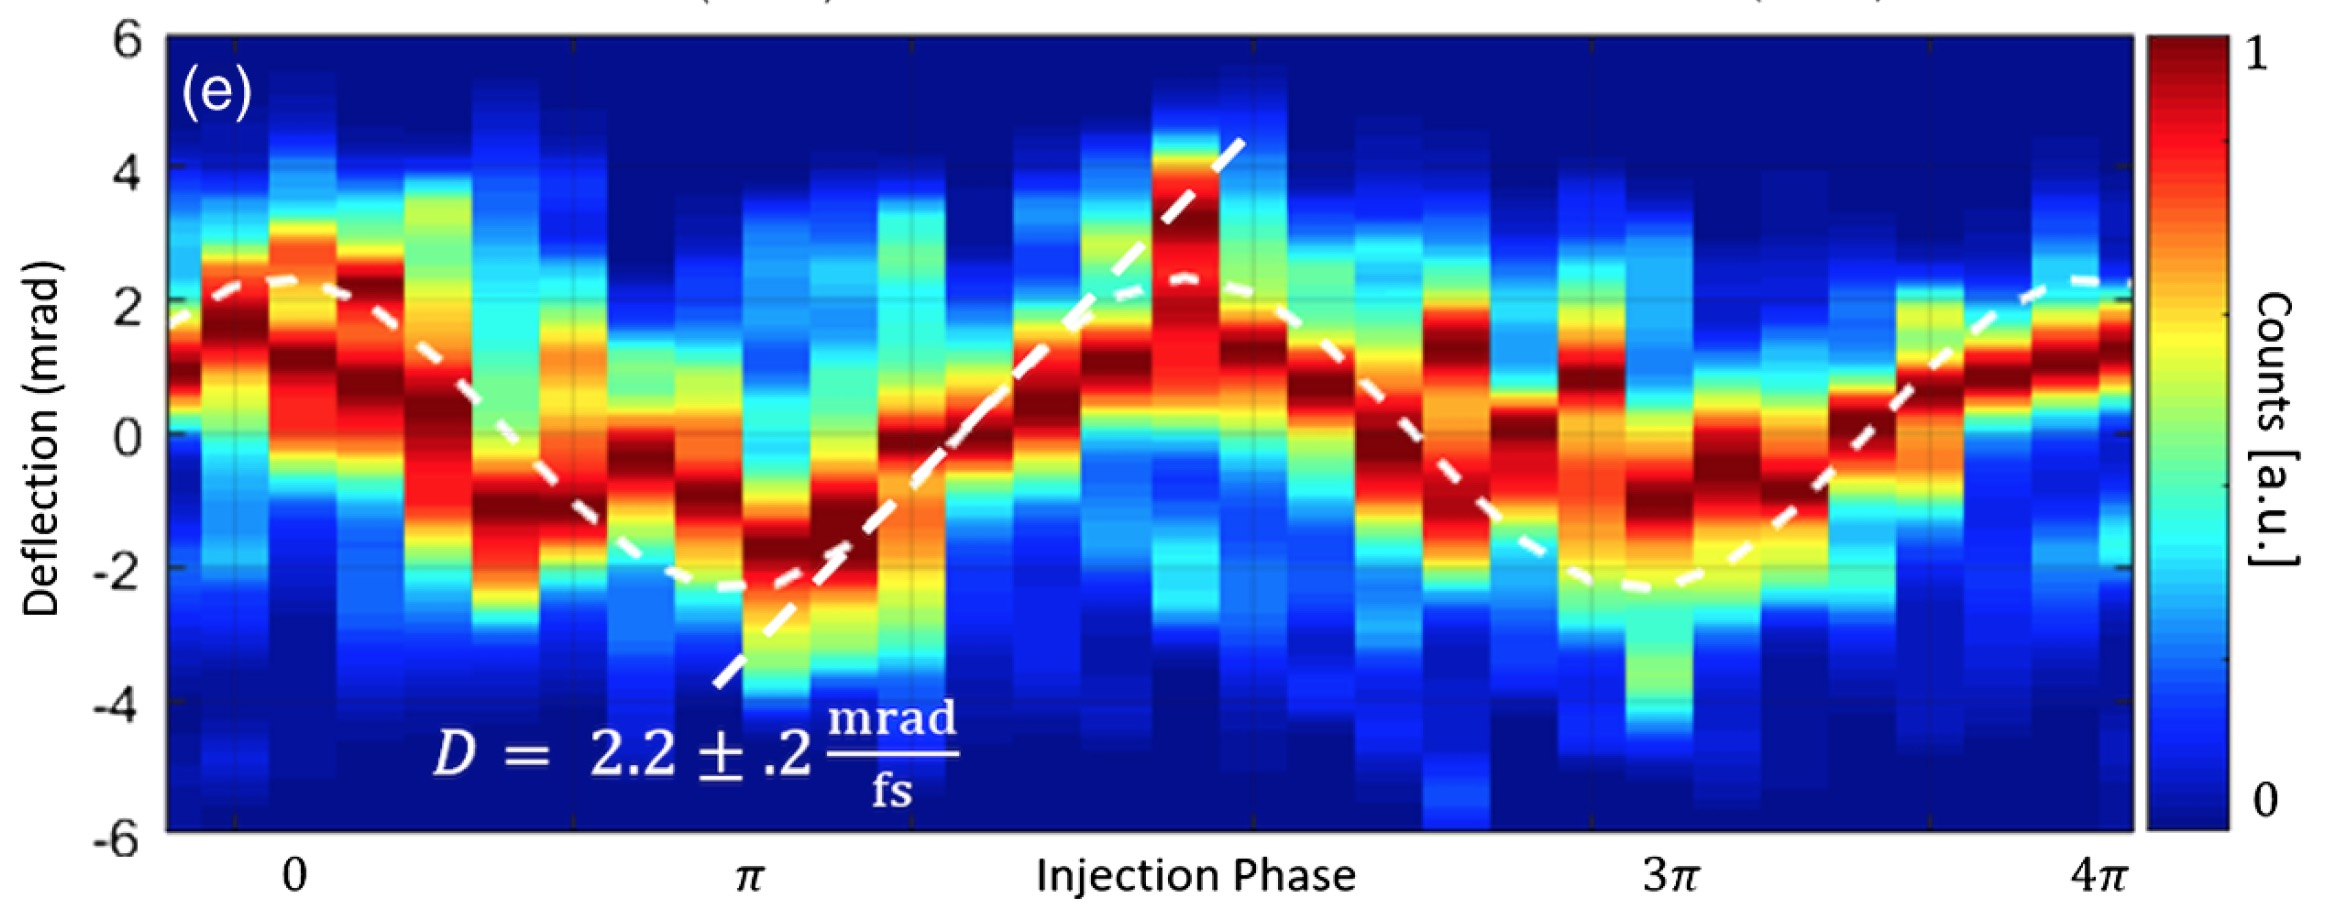 (e)
6
4
2
0
-2
-4
-6
Deflection (mrad)
D = 2.2 ± .2 mrad/fs
0 π Injection Phase 3π 4π
1
0
Counts [a.u.]